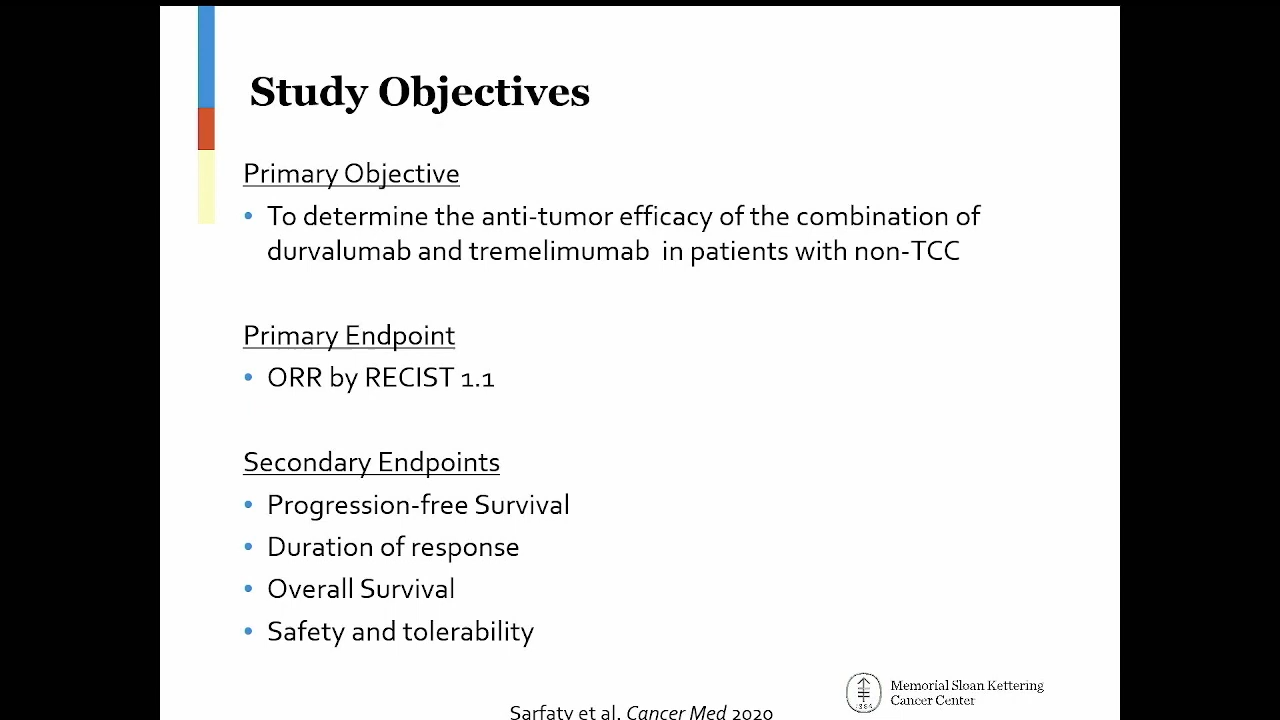 Study Objectives
Primary Objective
• To determine the anti-tumor efficacy of the combination of
durvalumab and tremelimumab in patients with non-TCC
Primary Endpoint
• ORR by RECIST 1.1
Secondary Endpoints
• Progression-free Survival
• Duration of response
• Overall Survival
• Safety and tolerability
1884
Memorial Sloan Kettering
Cancer Center
Sarfaty et al. Cancer Med 2020